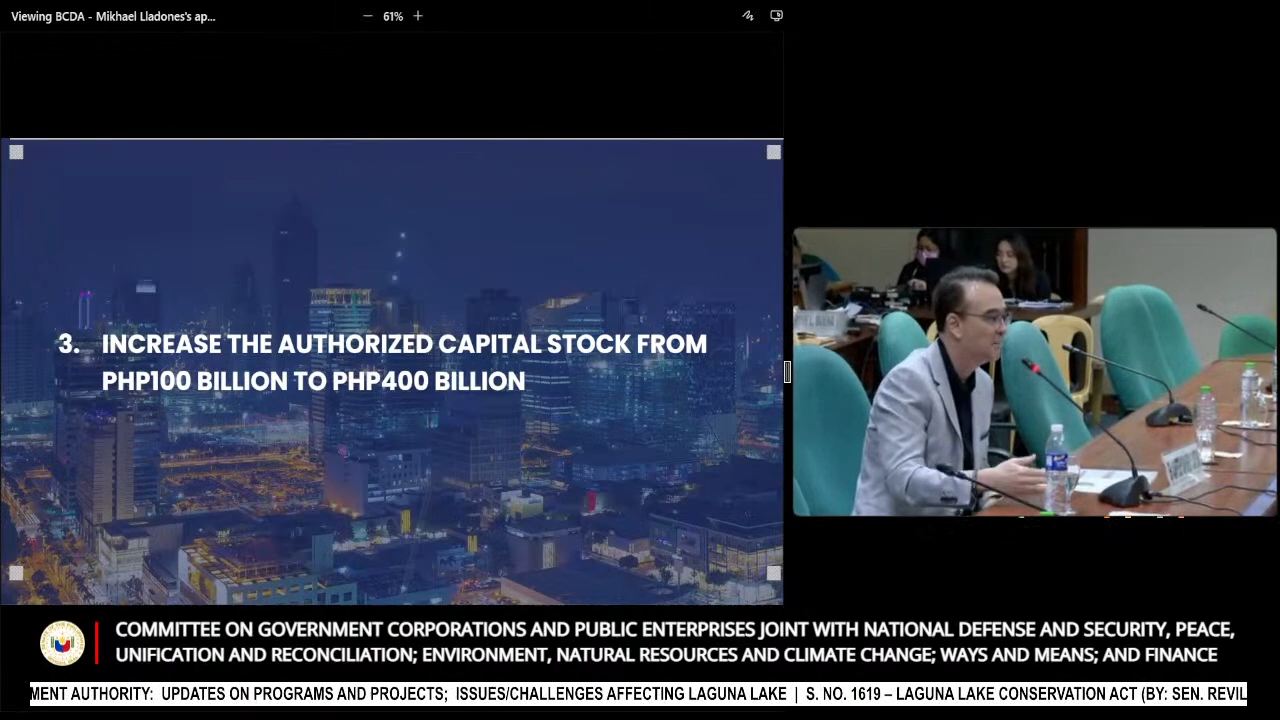 Viewing BCDA - Mikhael Lladones's ap...
61%
3. INCREASE THE AUTHORIZED CAPITAL STOCK FROM
PHP100 BILLION TO PHP400 BILLION
COMMITTEE ON GOVERNMENT CORPORATIONS AND PUBLIC ENTERPRISES JOINT WITH NATIONAL DEFENSE AND SECURITY, PEACE,
UNIFICATION AND RECONCILIATION; ENVIRONMENT, NATURAL RESOURCES AND CLIMATE CHANGE; WAYS AND MEANS; AND FINANCE
MENT AUTHORITY: UPDATES ON PROGRAMS AND PROJECTS; ISSUES/CHALLENGES AFFECTING LAGUNA LAKE | S. NO. 1619 – LAGUNA LAKE CONSERVATION ACT (BY: SEN. REVIL